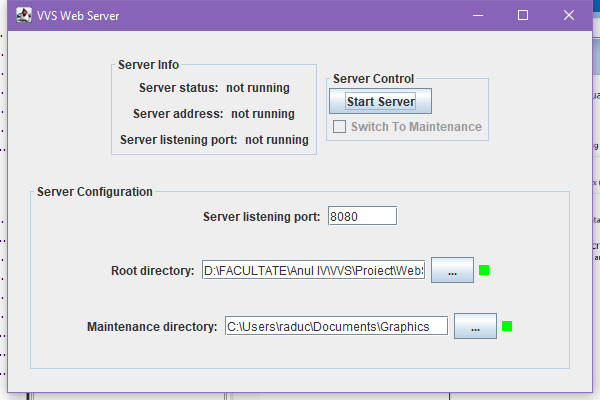 VVS Web Server
Server Info
Server status: not running
Server address: not running
Server listening port: not running
Server Control
Start Server
Switch To Maintenance
Server Configuration
Server listening port: 8080
Root directory: D:\FACULTATE\Anul IV\VVS\Proiect\Web
...
Maintenance directory: C:\Users\raduc\Documents\Graphics
...